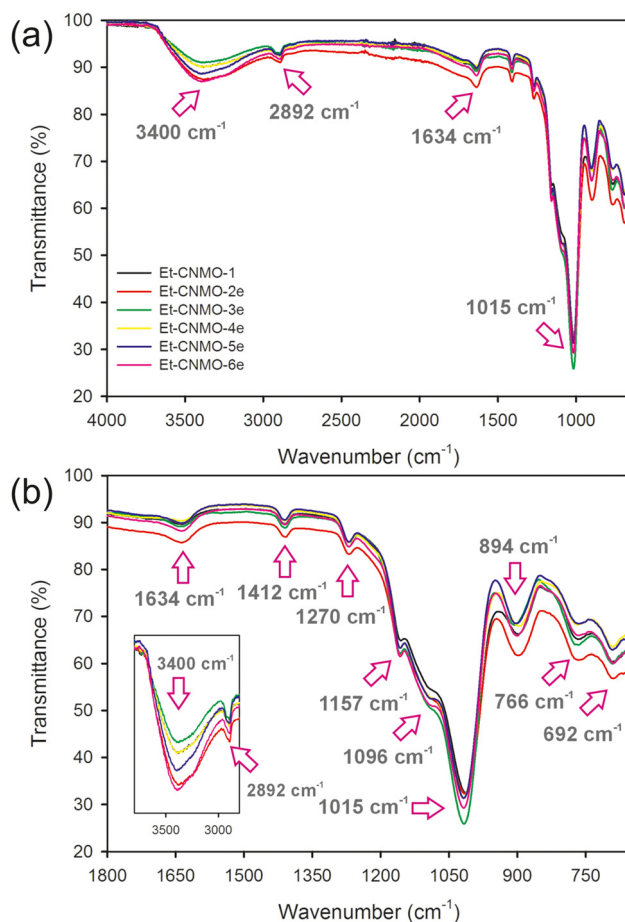 (a)
100
90
80
70
60
50
40
30
20
Transmittance (%)
3400 cm-1
2892 cm-1
1634 cm-1
1015 cm-1
Et-CNMO-1
Et-CNMO-2e
Et-CNMO-3e
Et-CNMO-4e
Et-CNMO-5e
Et-CNMO-6e
4000 3500 3000 2500 2000 1500 1000
Wavenumber (cm-1)
(b)
100
90
80
70
60
50
40
30
20
Transmittance (%)
1634 cm-1
1412 cm-1
1270 cm-1
894 cm-1
3400 cm-1
1157 cm-1
766 cm-1
1096 cm-1
692 cm-1
2892 cm-1
1015 cm-1
3500 3000
1800 1650 1500 1350 1200 1050 900 750
Wavenumber (cm-1)